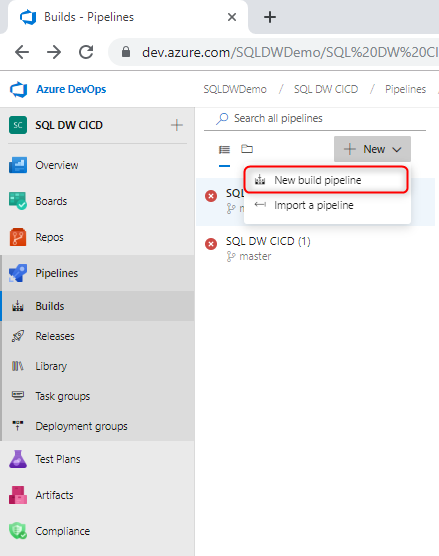 Builds - Pipelines
dev.azure.com/SQLDWDemo/SQL%20DW%20CI
Azure DevOps
SQLDWDemo / SQL DW CICD / Pipelines
SC SQL DW CICD
Search all pipelines
New
Overview
New build pipeline
SQL
Boards
Import a pipeline
Repos
SQL DW CICD (1)
master
Pipelines
Builds
Releases
Library
Task groups
Deployment groups
Test Plans
Artifacts
Compliance